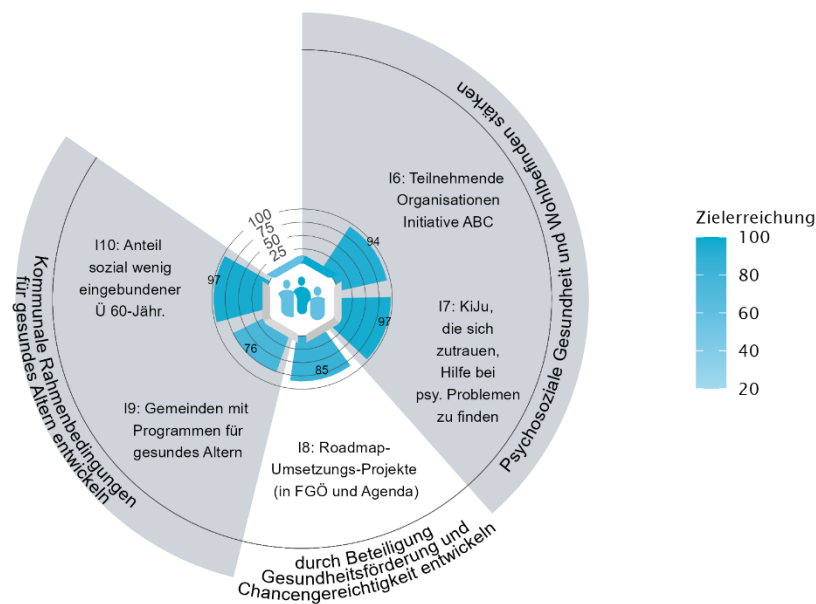 Psychosoziale Gesundheit und Wohlbefinden stärken
I6: Teilnehmende
Organisationen
Initiative ABC
94
I7: KiJu,
die sich
zutrauen,
Hilfe bei
psy. Problemen
zu finden
97
I8: Roadmap-
Umsetzungs-Projekte
(in FGÖ und Agenda)
85
durch Beteiligung
Gesundheitsförderung und
Chancengerechtigkeit entwickeln
I9: Gemeinden mit
Programmen für
gesundes Altern
76
I10: Anteil
sozial wenig
eingebundener
Ü 60-Jähr.
97
Kommunale Rahmenbedingungen
für gesundes Altern entwickeln
100
75
50
25
Zielerreichung
100
80
60
40
20